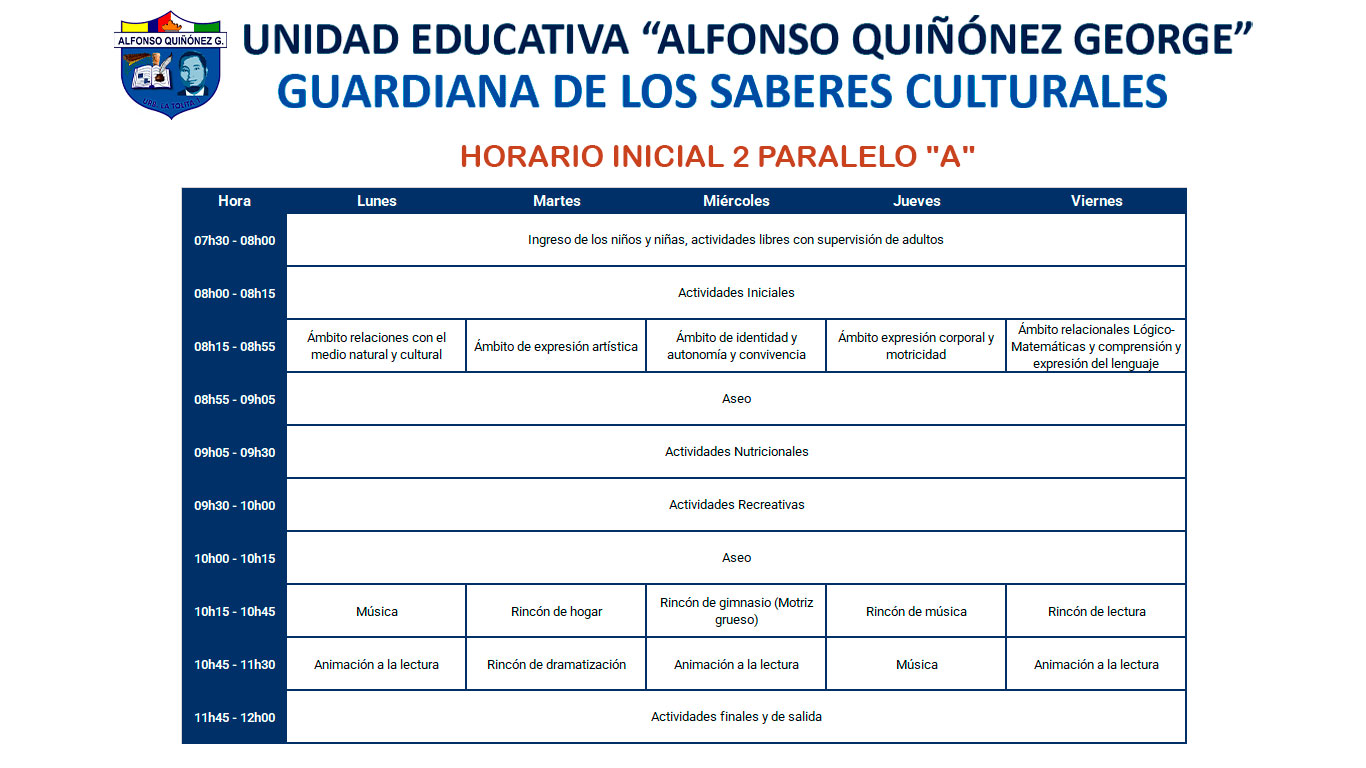 ALFONSO QUIÑÓNEZ G.
UNIDAD EDUCATIVA “ALFONSO QUIÑÓNEZ GEORGE”
GUARDIANA DE LOS SABERES CULTURALES
HORARIO INICIAL 2 PARALELO "A"
Hora Lunes Martes Miércoles Jueves Viernes
07h30 - 08h00 Ingreso de los niños y niñas, actividades libres con supervisión de adultos
08h00 - 08h15 Actividades Iniciales
08h15 - 08h55
Ámbito relaciones con el
medio natural y cultural
Ámbito de expresión artística
Ámbito de identidad y
autonomía y convivencia
Ámbito expresión corporal y
motricidad
Ámbito relacionales Lógico-
Matemáticas y comprensión y
expresión del lenguaje
08h55 - 09h05 Aseo
09h05 - 09h30 Actividades Nutricionales
09h30 - 10h00 Actividades Recreativas
10h00 - 10h15 Aseo
10h15 - 10h45
Música
Rincón de hogar
Rincón de gimnasio (Motriz
grueso)
Rincón de música
Rincón de lectura
10h45 - 11h30 Animación a la lectura Rincón de dramatización Animación a la lectura Música Animación a la lectura
11h45 - 12h00 Actividades finales y de salida